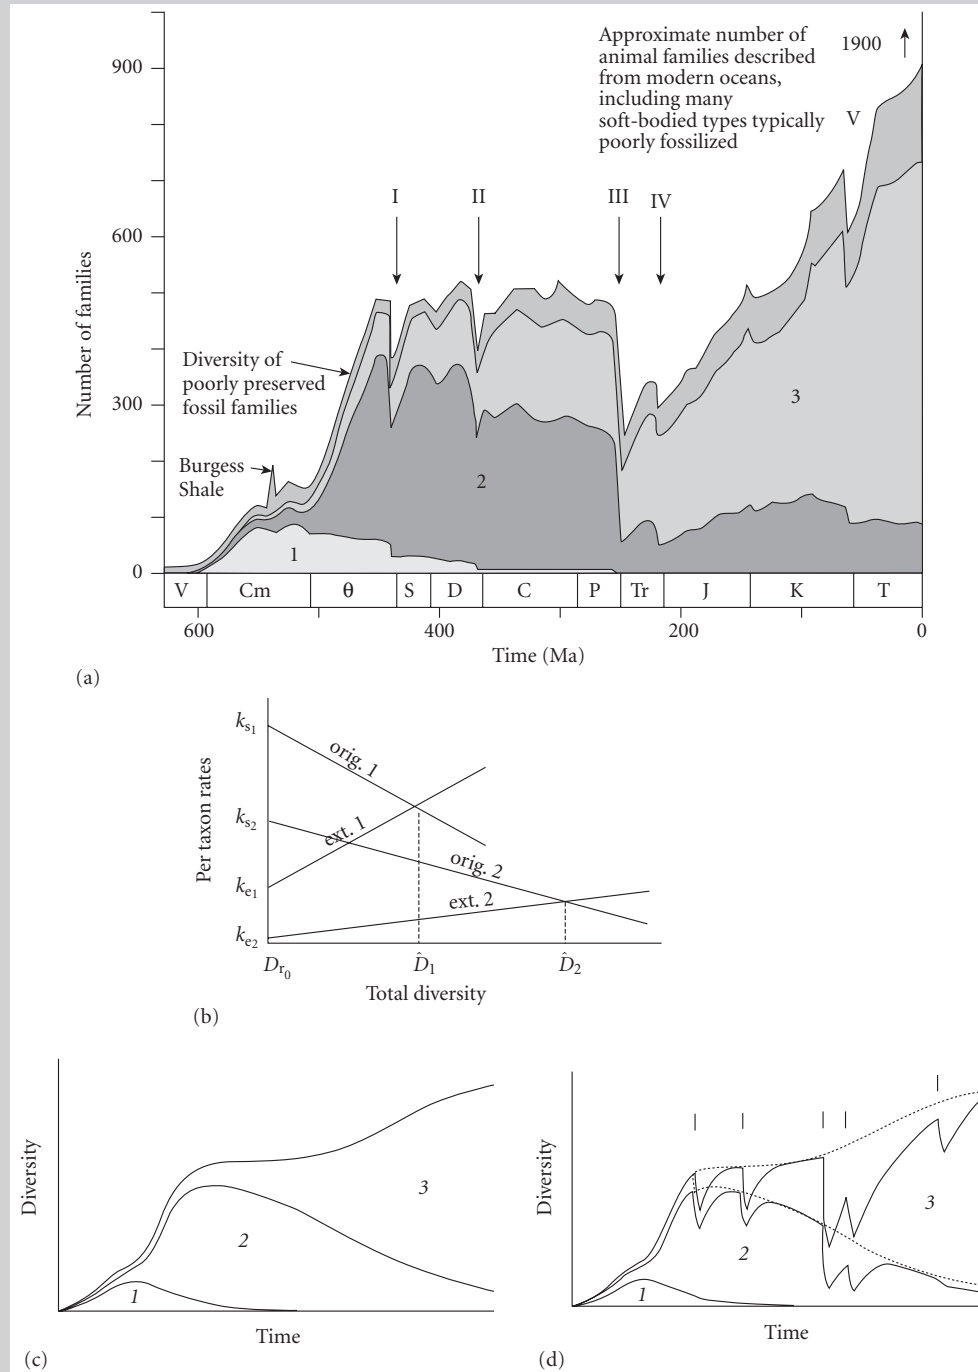 Approximate number of
animal families described
from modern oceans,
including many
soft-bodied types typically
poorly fossilized
1900
V
900
600
300
0
Number of families
I
II
III
IV
Diversity of
poorly preserved
fossil families
Burgess
Shale
1
2
3
V Cm θ S D C P Tr J K T
600 400 200 0
Time (Ma)
(a)
Per taxon rates
k_s1
k_s2
k_e1
k_e2
orig. 1
ext. 1
orig. 2
ext. 2
D_r0 D̂1 D̂2
Total diversity
(b)
Diversity
1
2
3
Time
(c)
Diversity
1
2
3
Time
(d)